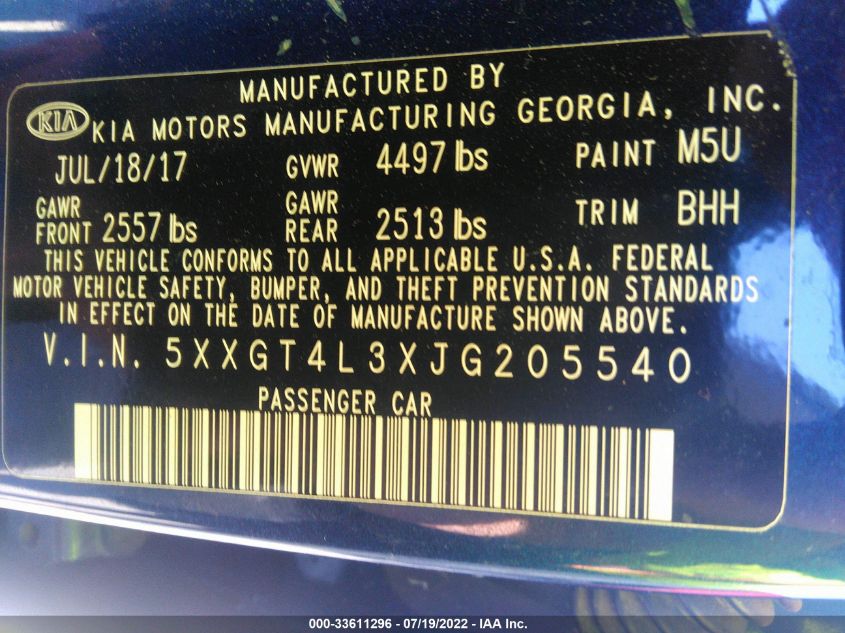 MANUFACTURED BY
KIA KIA MOTORS MANUFACTURING GEORGIA, INC.
JUL/18/17 GVWR 4497 lbs PAINT M5U
GAWR FRONT 2557 lbs GAWR REAR 2513 lbs TRIM BHH
THIS VEHICLE CONFORMS TO ALL APPLICABLE U.S.A. FEDERAL
MOTOR VEHICLE SAFETY, BUMPER, AND THEFT PREVENTION STANDARDS
IN EFFECT ON THE DATE OF MANUFACTURE SHOWN ABOVE.
V.I.N. 5XXGT4L3XJG205540
PASSENGER CAR
000-33611296 - 07/19/2022 - IAA Inc.